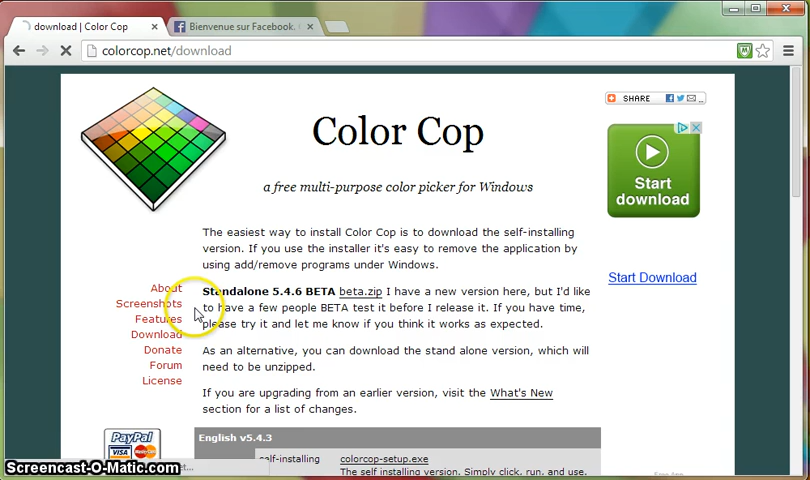 download | Color Cop
Bienvenue sur Facebook.
colorcop.net/download
SHARE
Color Cop
a free multi-purpose color picker for Windows
Start
download
Start Download
The easiest way to install Color Cop is to download the self-installing
version. If you use the installer it's easy to remove the application by
using add/remove programs under Windows.
About
Screenshots
Features
Download
Donate
Forum
License
Standalone 5.4.6 BETA beta.zip I have a new version here, but I'd like
to have a few people BETA test it before I release it. If you have time,
please try it and let me know if you think it works as expected.
As an alternative, you can download the stand alone version, which will
need to be unzipped.
If you are upgrading from an earlier version, visit the What's New
section for a list of changes.
PayPal
VISA
MasterCard
English v5.4.3
self-installing colorcop-setup.exe
The self installing version. Simply click, run, and use.
Free App
Screencast-O-Matic.com